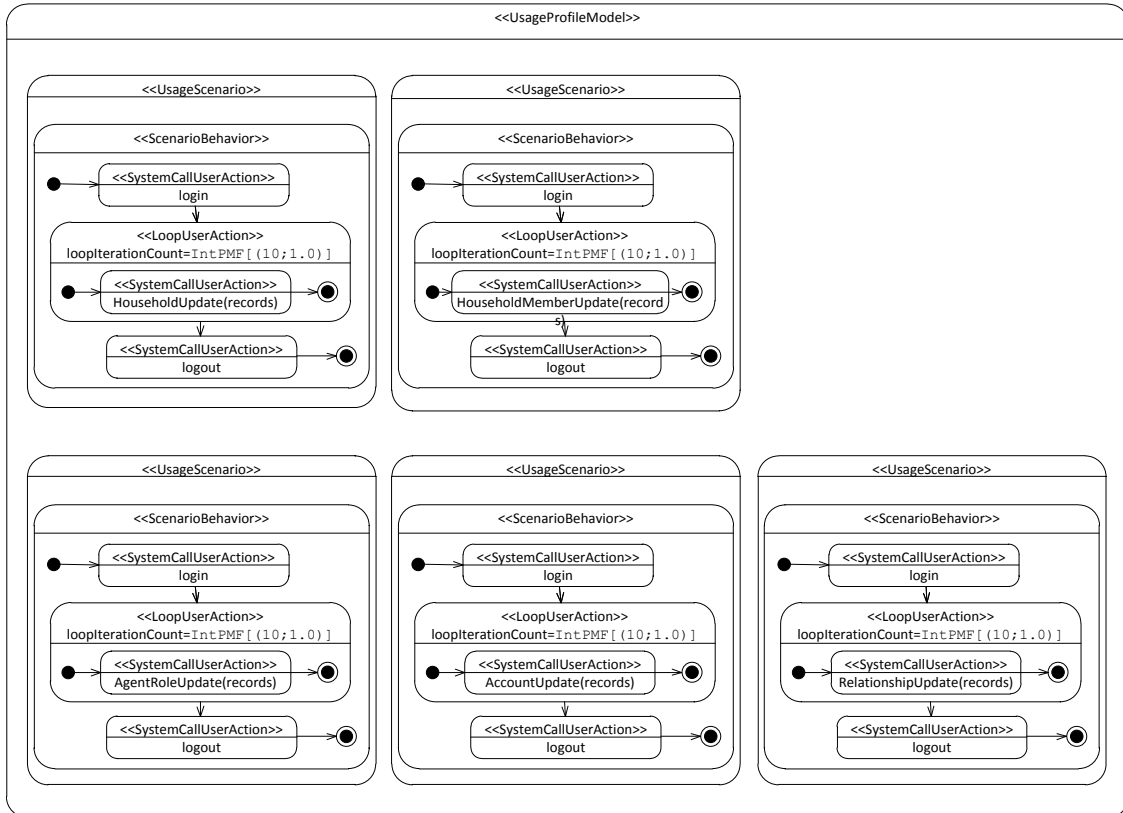 <<UsageProfileModel>>
<<UsageScenario>>
<<ScenarioBehavior>>
<<SystemCallUserAction>>
login
<<LoopUserAction>>
loopIterationCount=IntPMF[(10;1.0)]
<<SystemCallUserAction>>
HouseholdUpdate(records)
<<SystemCallUserAction>>
logout
<<UsageScenario>>
<<ScenarioBehavior>>
<<SystemCallUserAction>>
login
<<LoopUserAction>>
loopIterationCount=IntPMF[(10;1.0)]
<<SystemCallUserAction>>
HouseholdMemberUpdate(record
s)
<<SystemCallUserAction>>
logout
<<UsageScenario>>
<<ScenarioBehavior>>
<<SystemCallUserAction>>
login
<<LoopUserAction>>
loopIterationCount=IntPMF[(10;1.0)]
<<SystemCallUserAction>>
AgentRoleUpdate(records)
<<SystemCallUserAction>>
logout
<<UsageScenario>>
<<ScenarioBehavior>>
<<SystemCallUserAction>>
login
<<LoopUserAction>>
loopIterationCount=IntPMF[(10;1.0)]
<<SystemCallUserAction>>
AccountUpdate(records)
<<SystemCallUserAction>>
logout
<<UsageScenario>>
<<ScenarioBehavior>>
<<SystemCallUserAction>>
login
<<LoopUserAction>>
loopIterationCount=IntPMF[(10;1.0)]
<<SystemCallUserAction>>
RelationshipUpdate(records)
<<SystemCallUserAction>>
logout